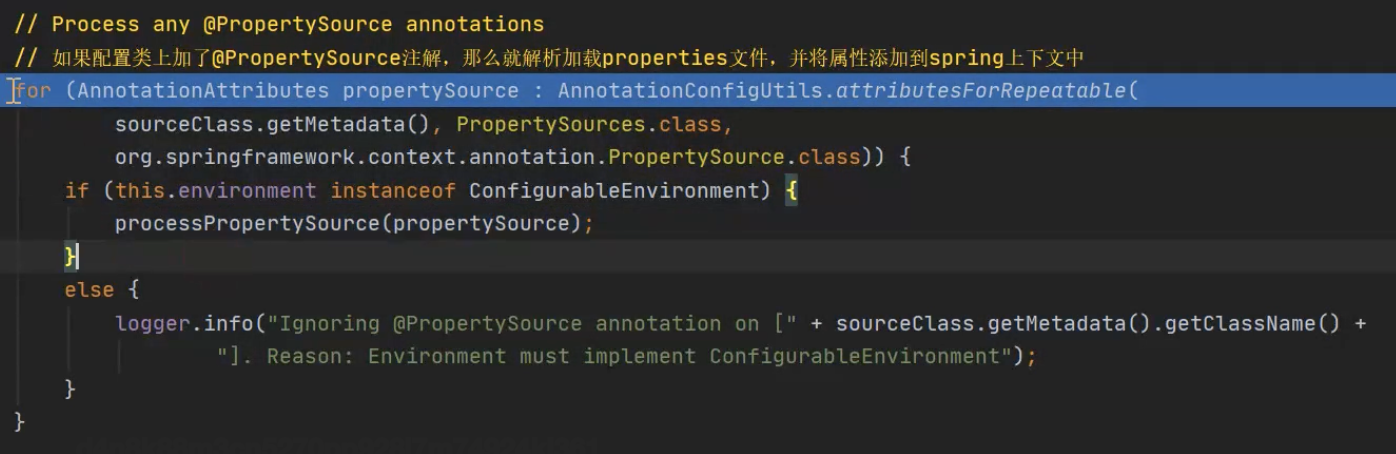 // Process any @PropertySource annotations
// 如果配置类上加了@PropertySource注解，那么就解析加载properties文件，并将属性添加到spring上下文中
for (AnnotationAttributes propertySource : AnnotationConfigUtils.attributesForRepeatable(
sourceClass.getMetadata(), PropertySources.class,
org.springframework.context.annotation.PropertySource.class)) {
if (this.environment instanceof ConfigurableEnvironment) {
processPropertySource(propertySource);
}
else {
logger.info("Ignoring @PropertySource annotation on [" + sourceClass.getMetadata().getClassName() +
"]. Reason: Environment must implement ConfigurableEnvironment");
}
}